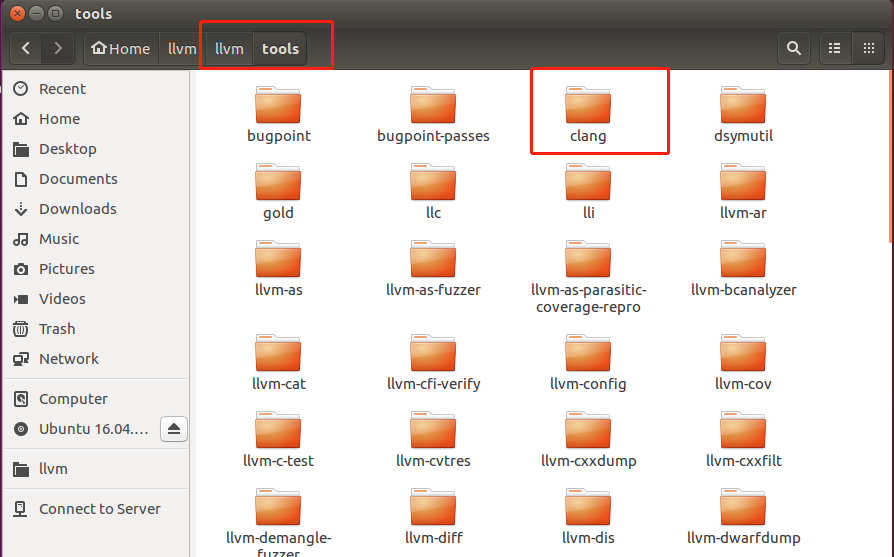 tools
Home llvm llvm tools
Recent
Home
Desktop
Documents
Downloads
Music
Pictures
Videos
Trash
Network
Computer
Ubuntu 16.04....
llvm
Connect to Server
bugpoint bugpoint-passes clang dsymutil
gold llc lli llvm-ar
llvm-as llvm-as-fuzzer llvm-as-parasitic-
coverage-repro llvm-bcanalyzer
llvm-cat llvm-cfi-verify llvm-config llvm-cov
llvm-c-test llvm-cvtres llvm-cxxdump llvm-cxxfilt
llvm-demangle-
fuzzer llvm-diff llvm-dis llvm-dwarfdump